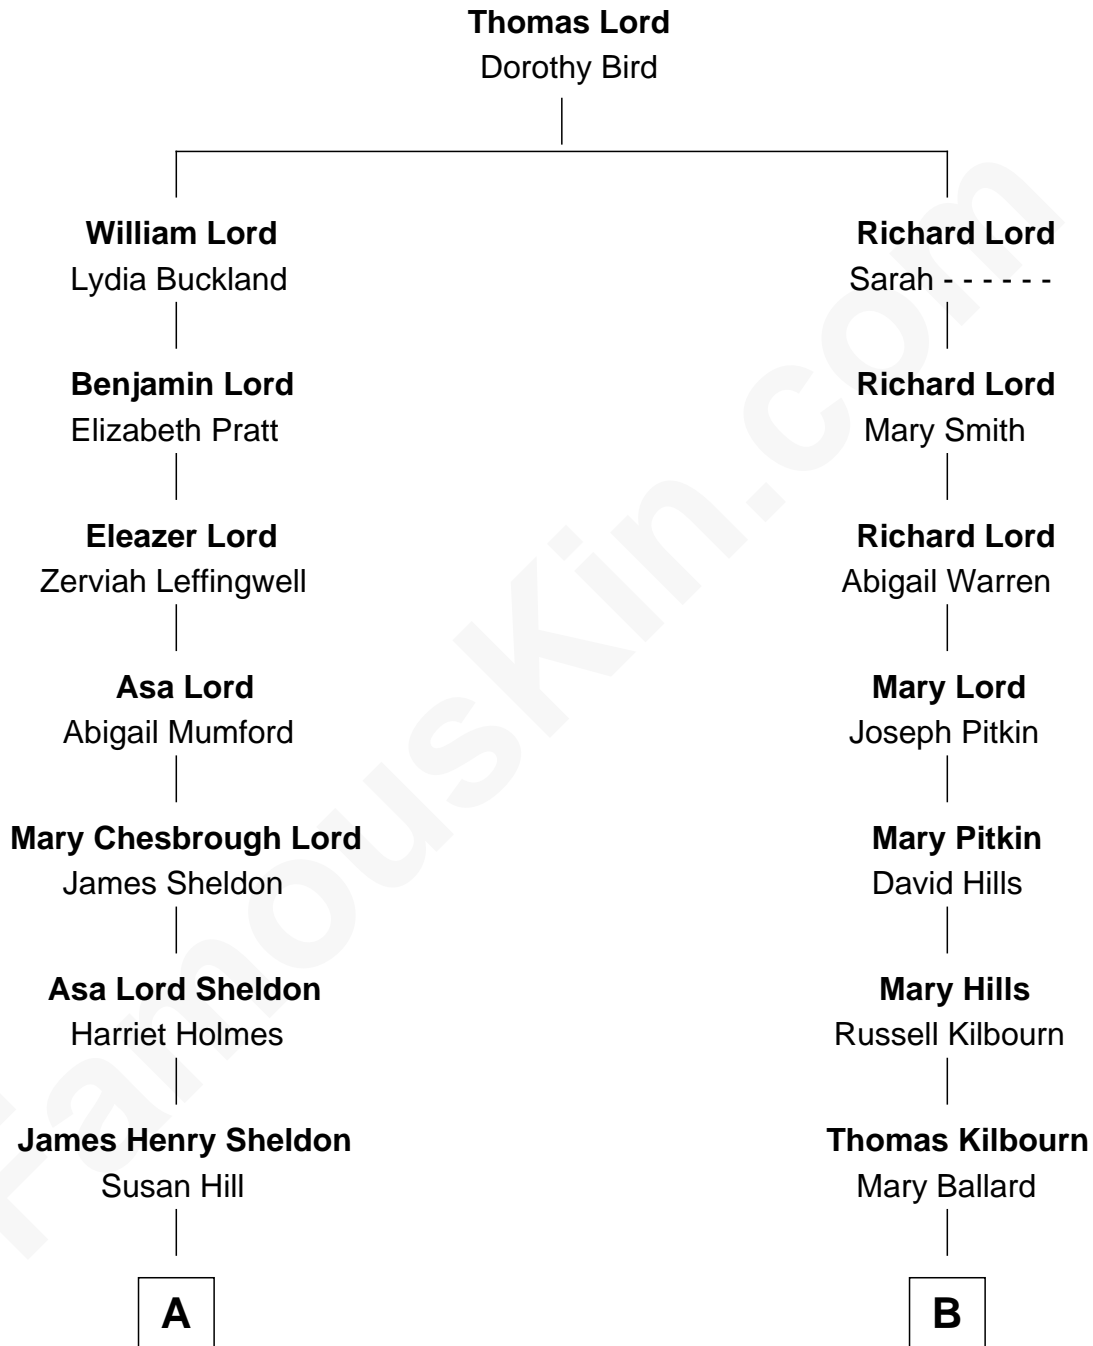 Thomas Lord
Dorothy Bird
William Lord
Lydia Buckland
Richard Lord
Sarah - - - - - -
Benjamin Lord
Elizabeth Pratt
Richard Lord
Mary Smith
Eleazer Lord
Zerviah Leffingwell
Richard Lord
Abigail Warren
Asa Lord
Abigail Mumford
Mary Lord
Joseph Pitkin
Mary Chesbrough Lord
James Sheldon
Mary Pitkin
David Hills
Asa Lord Sheldon
Harriet Holmes
Mary Hills
Russell Kilbourn
James Henry Sheldon
Susan Hill
Thomas Kilbourn
Mary Ballard
A
B
FamousKin.com